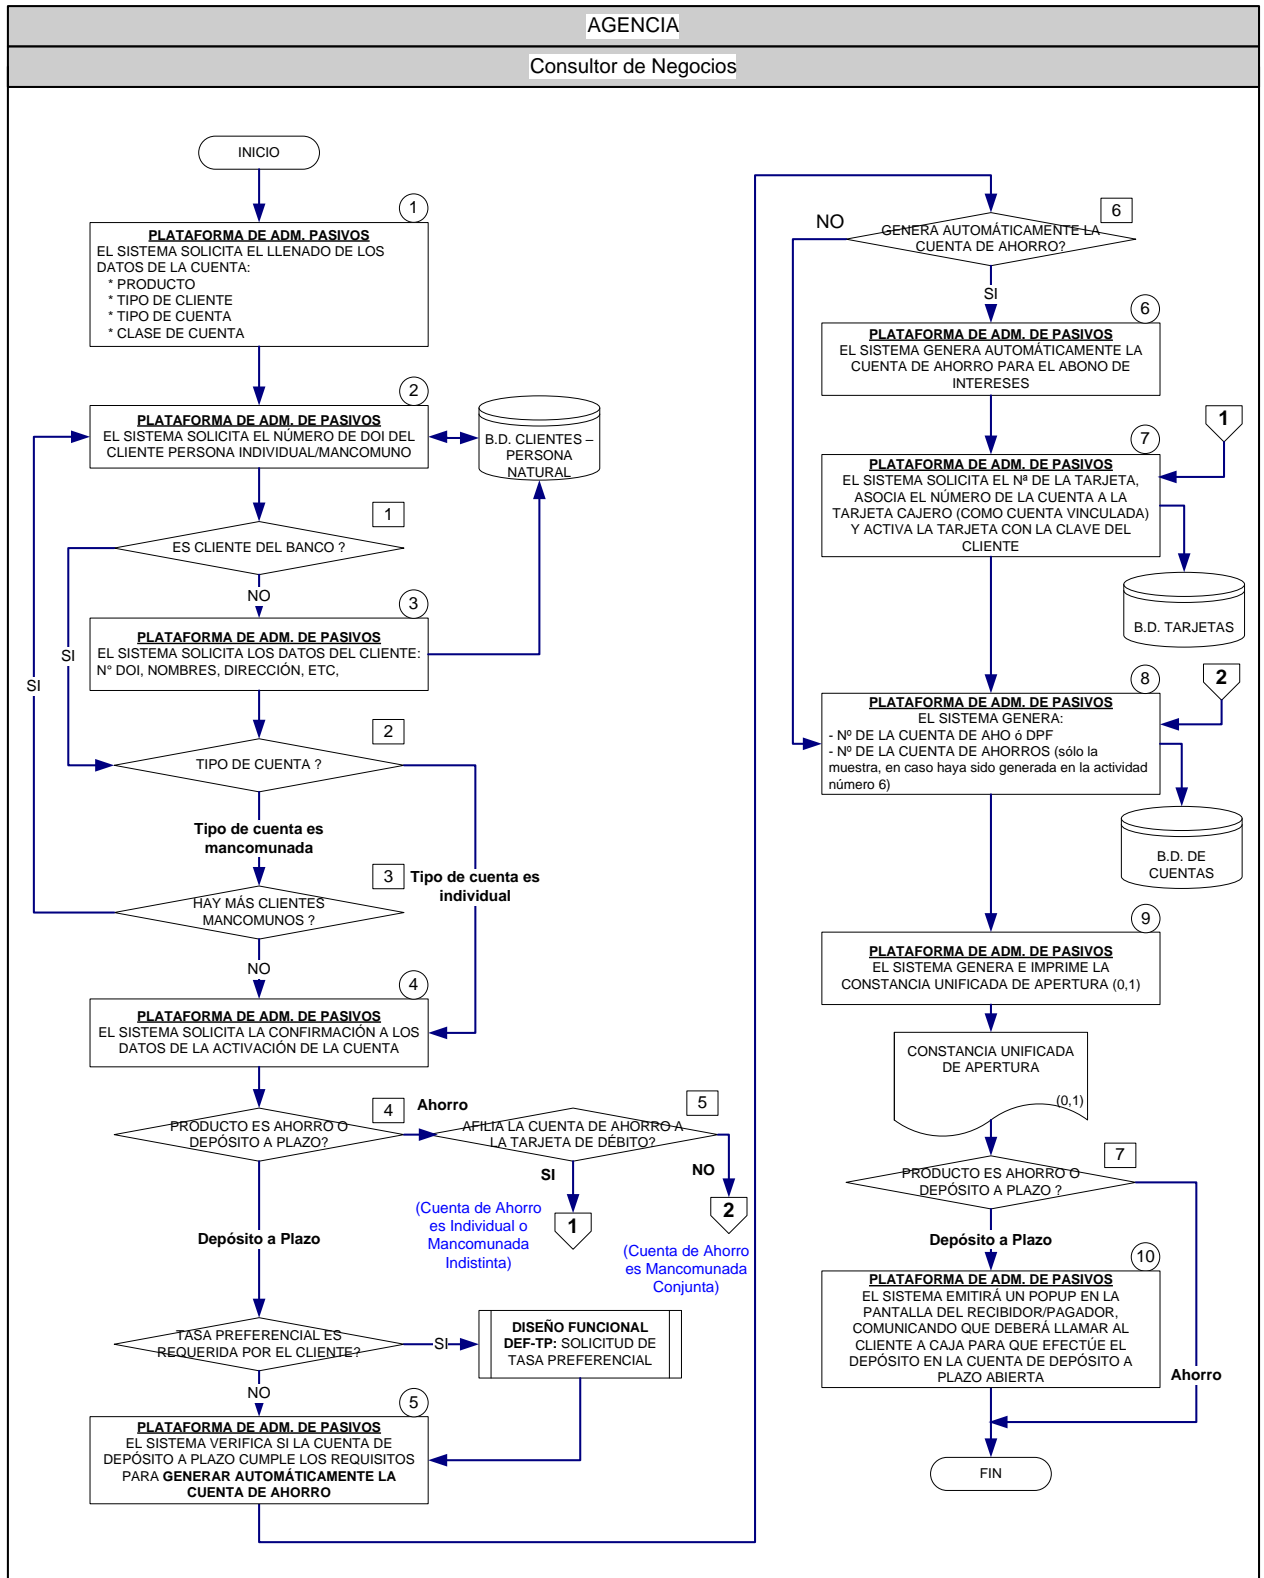 AGENCIA
Consultor de Negocios
INICIO
1
PLATAFORMA DE ADM. PASIVOS
EL SISTEMA SOLICITA EL LLENADO DE LOS
DATOS DE LA CUENTA:
* PRODUCTO
* TIPO DE CLIENTE
* TIPO DE CUENTA
* CLASE DE CUENTA
2
PLATAFORMA DE ADM. DE PASIVOS
EL SISTEMA SOLICITA EL NÚMERO DE DOI DEL
CLIENTE PERSONA INDIVIDUAL/MANCOMUNO
B.D. CLIENTES –
PERSONA
NATURAL
1
ES CLIENTE DEL BANCO ?
NO
SI
3
PLATAFORMA DE ADM. DE PASIVOS
EL SISTEMA SOLICITA LOS DATOS DEL CLIENTE:
N° DOI, NOMBRES, DIRECCIÓN, ETC,
SI
2
TIPO DE CUENTA ?
Tipo de cuenta es
mancomunada
3
Tipo de cuenta es
individual
HAY MÁS CLIENTES
MANCOMUNOS ?
NO
4
PLATAFORMA DE ADM. DE PASIVOS
EL SISTEMA SOLICITA LA CONFIRMACIÓN A LOS
DATOS DE LA ACTIVACIÓN DE LA CUENTA
4
PRODUCTO ES AHORRO O
DEPÓSITO A PLAZO?
Ahorro
5
AFILIA LA CUENTA DE AHORRO A
LA TARJETA DE DÉBITO?
SI
NO
1
2
(Cuenta de Ahorro
es Individual o
Mancomunada
Indistinta)
(Cuenta de Ahorro
es Mancomunada
Conjunta)
Depósito a Plazo
TASA PREFERENCIAL ES
REQUERIDA POR EL CLIENTE?
SI
DISEÑO FUNCIONAL
DEF-TP: SOLICITUD DE
TASA PREFERENCIAL
NO
5
PLATAFORMA DE ADM. DE PASIVOS
EL SISTEMA VERIFICA SI LA CUENTA DE
DEPÓSITO A PLAZO CUMPLE LOS REQUISITOS
PARA GENERAR AUTOMÁTICAMENTE LA
CUENTA DE AHORRO
6
NO
GENERA AUTOMÁTICAMENTE LA
CUENTA DE AHORRO?
SI
6
PLATAFORMA DE ADM. DE PASIVOS
EL SISTEMA GENERA AUTOMÁTICAMENTE LA
CUENTA DE AHORRO PARA EL ABONO DE
INTERESES
1
7
PLATAFORMA DE ADM. DE PASIVOS
EL SISTEMA SOLICITA EL Nª DE LA TARJETA,
ASOCIA EL NÚMERO DE LA CUENTA A LA
TARJETA CAJERO (COMO CUENTA VINCULADA)
Y ACTIVA LA TARJETA CON LA CLAVE DEL
CLIENTE
B.D. TARJETAS
2
8
PLATAFORMA DE ADM. DE PASIVOS
EL SISTEMA GENERA:
- Nº DE LA CUENTA DE AHO ó DPF
- Nº DE LA CUENTA DE AHORROS (sólo la
muestra, en caso haya sido generada en la actividad
número 6)
B.D. DE
CUENTAS
9
PLATAFORMA DE ADM. DE PASIVOS
EL SISTEMA GENERA E IMPRIME LA
CONSTANCIA UNIFICADA DE APERTURA (0,1)
CONSTANCIA UNIFICADA
DE APERTURA
(0,1)
7
PRODUCTO ES AHORRO O
DEPÓSITO A PLAZO ?
Depósito a Plazo
10
PLATAFORMA DE ADM. DE PASIVOS
EL SISTEMA EMITIRÁ UN POPUP EN LA
PANTALLA DEL RECIBIDOR/PAGADOR,
COMUNICANDO QUE DEBERÁ LLAMAR AL
CLIENTE A CAJA PARA QUE EFECTÚE EL
DEPÓSITO EN LA CUENTA DE DEPÓSITO A
PLAZO ABIERTA
Ahorro
FIN